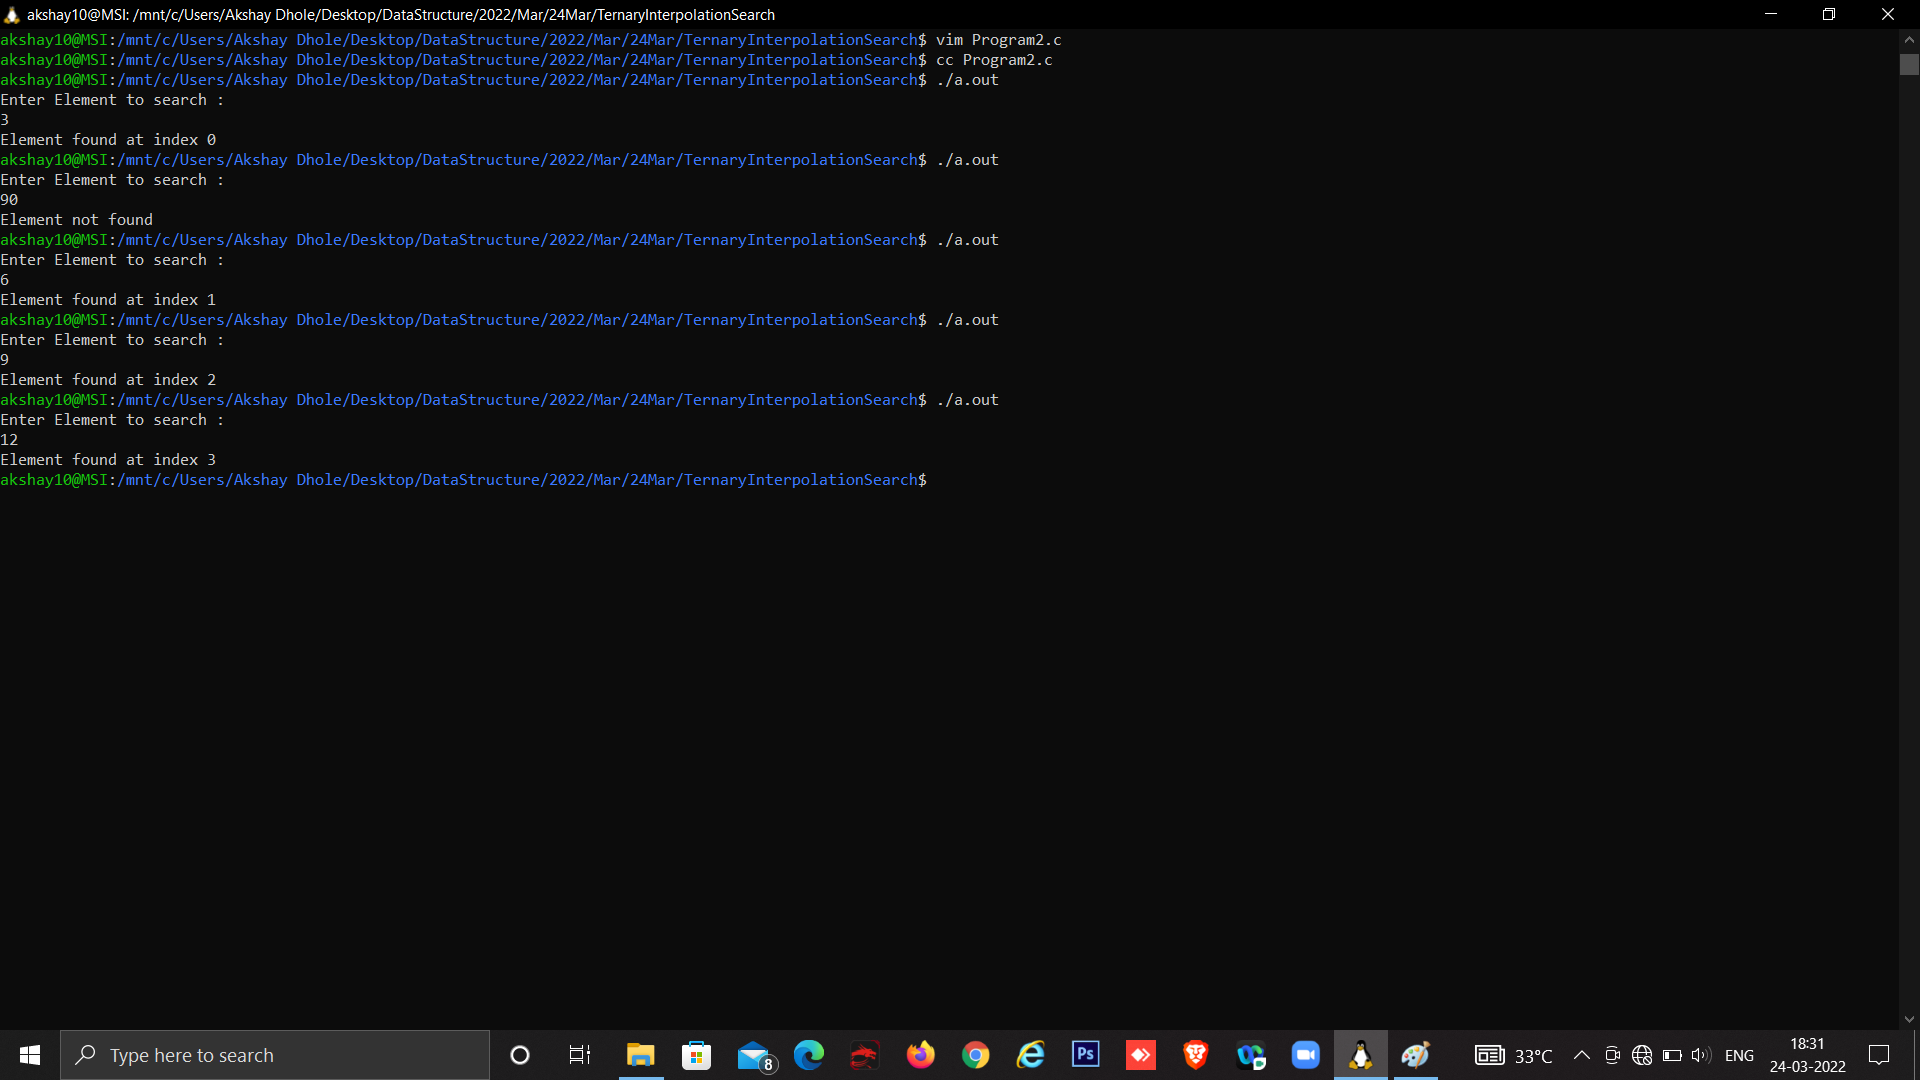 akshay10@MSI: /mnt/c/Users/Akshay Dhole/Desktop/DataStructure/2022/Mar/24Mar/TernaryInterpolationSearch
akshay10@MSI:/mnt/c/Users/Akshay Dhole/Desktop/DataStructure/2022/Mar/24Mar/TernaryInterpolationSearch$ vim Program2.c
akshay10@MSI:/mnt/c/Users/Akshay Dhole/Desktop/DataStructure/2022/Mar/24Mar/TernaryInterpolationSearch$ cc Program2.c
akshay10@MSI:/mnt/c/Users/Akshay Dhole/Desktop/DataStructure/2022/Mar/24Mar/TernaryInterpolationSearch$ ./a.out
Enter Element to search :
3
Element found at index 0
akshay10@MSI:/mnt/c/Users/Akshay Dhole/Desktop/DataStructure/2022/Mar/24Mar/TernaryInterpolationSearch$ ./a.out
Enter Element to search :
90
Element not found
akshay10@MSI:/mnt/c/Users/Akshay Dhole/Desktop/DataStructure/2022/Mar/24Mar/TernaryInterpolationSearch$ ./a.out
Enter Element to search :
6
Element found at index 1
akshay10@MSI:/mnt/c/Users/Akshay Dhole/Desktop/DataStructure/2022/Mar/24Mar/TernaryInterpolationSearch$ ./a.out
Enter Element to search :
9
Element found at index 2
akshay10@MSI:/mnt/c/Users/Akshay Dhole/Desktop/DataStructure/2022/Mar/24Mar/TernaryInterpolationSearch$ ./a.out
Enter Element to search :
12
Element found at index 3
akshay10@MSI:/mnt/c/Users/Akshay Dhole/Desktop/DataStructure/2022/Mar/24Mar/TernaryInterpolationSearch$
Type here to search
8
Ps
33°C
ENG
18:31
24-03-2022